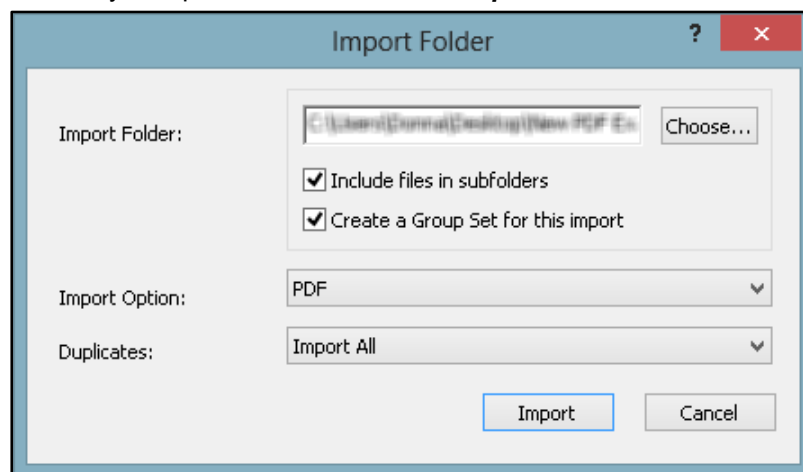 Import Folder
?
Import Folder:
Choose...
Include files in subfolders
Create a Group Set for this import
Import Option:
PDF
Duplicates:
Import All
Import
Cancel